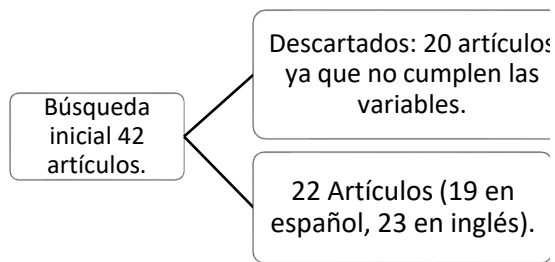 Búsqueda
inicial 42
artículos.
Descartados: 20 artículos
ya que no cumplen las
variables.
22 Artículos (19 en
español, 23 en inglés).